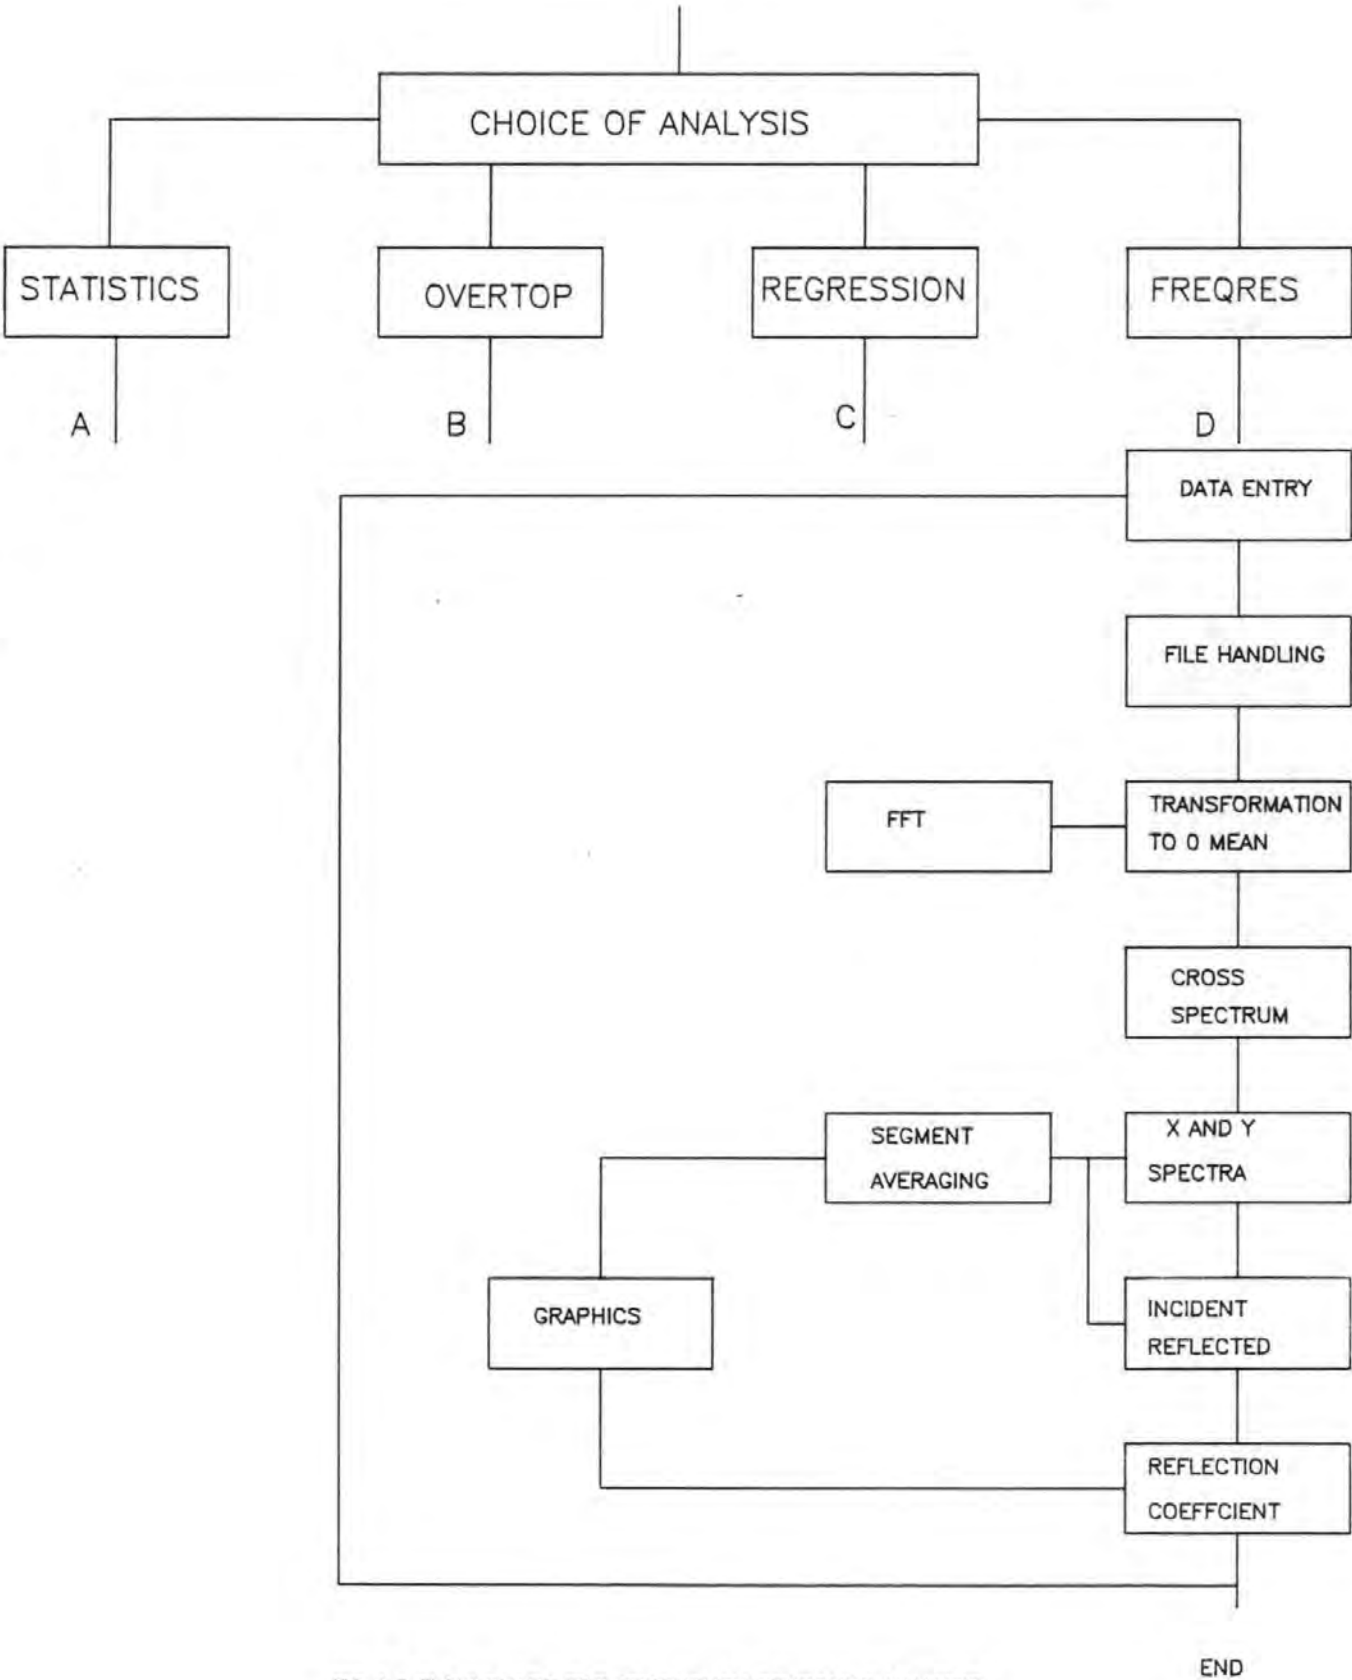 CHOICE OF ANALYSIS
STATISTICS
OVERTOP
REGRESSION
FREQRES
A
B
C
D
DATA ENTRY
FILE HANDLING
FFT
TRANSFORMATION
TO 0 MEAN
CROSS
SPECTRUM
SEGMENT
AVERAGING
X AND Y
SPECTRA
GRAPHICS
INCIDENT
REFLECTED
REFLECTION
COEFFCIENT
END